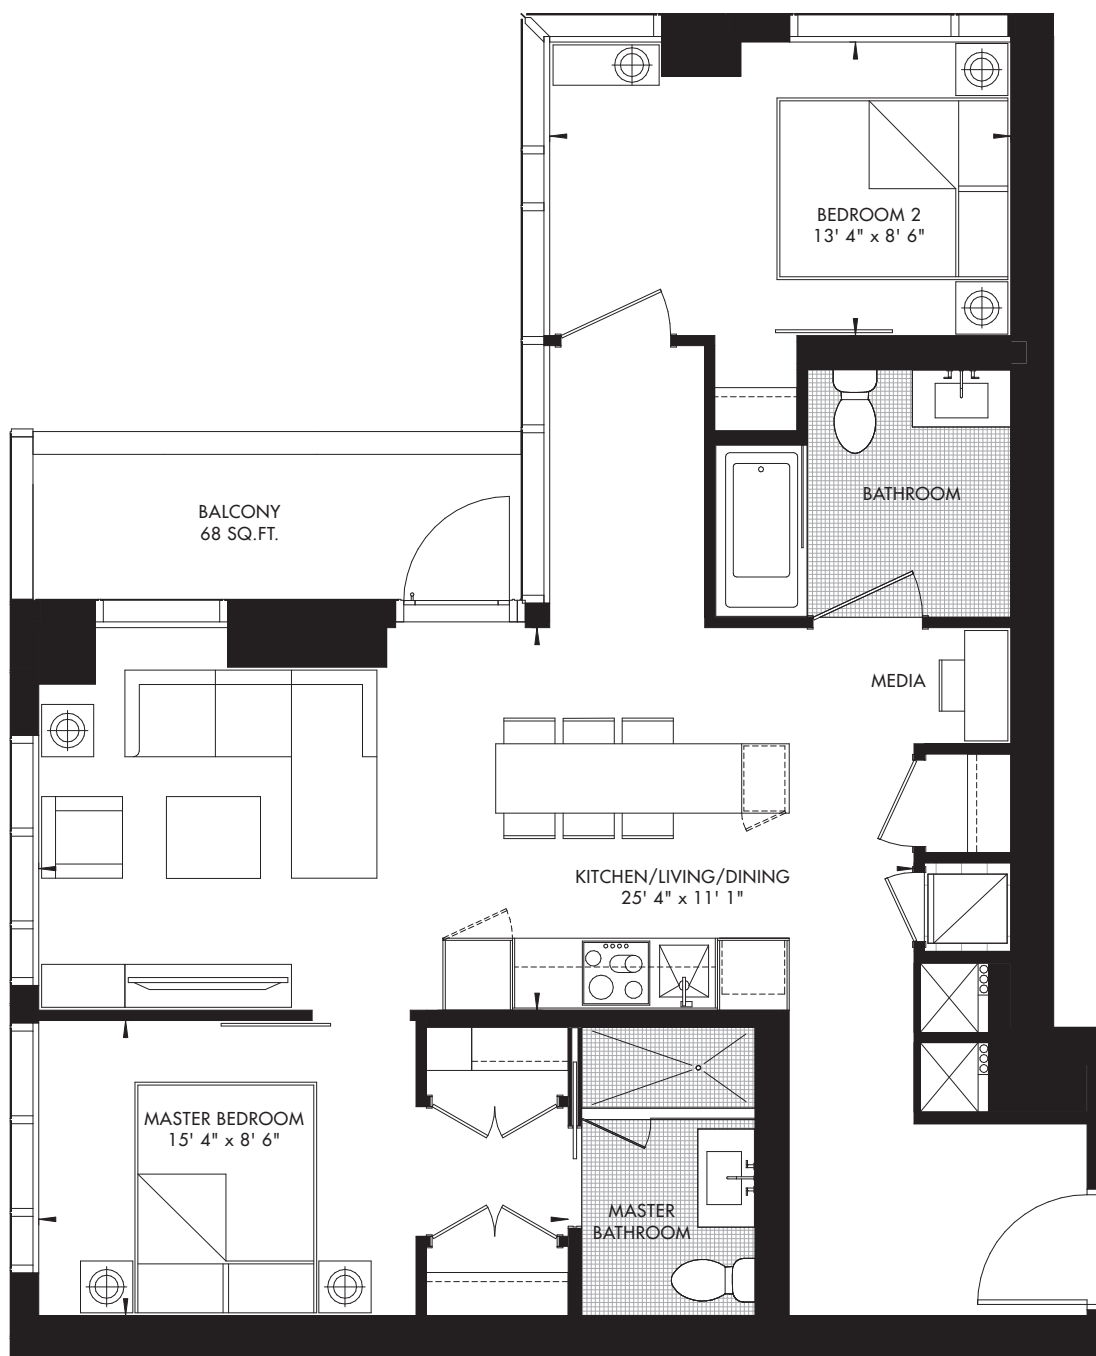 BEDROOM 2
13' 4" x 8' 6"
BATHROOM
BALCONY
68 SQ.FT.
MEDIA
KITCHEN/LIVING/DINING
25' 4" x 11' 1"
MASTER BEDROOM
15' 4" x 8' 6"
MASTER
BATHROOM